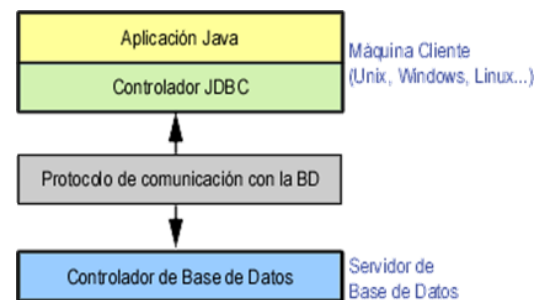 Aplicación Java
Máquina Cliente
(Unix, Windows, Linux...)
Controlador JDBC
Protocolo de comunicación con la BD
Controlador de Base de Datos
Servidor de
Base de Datos